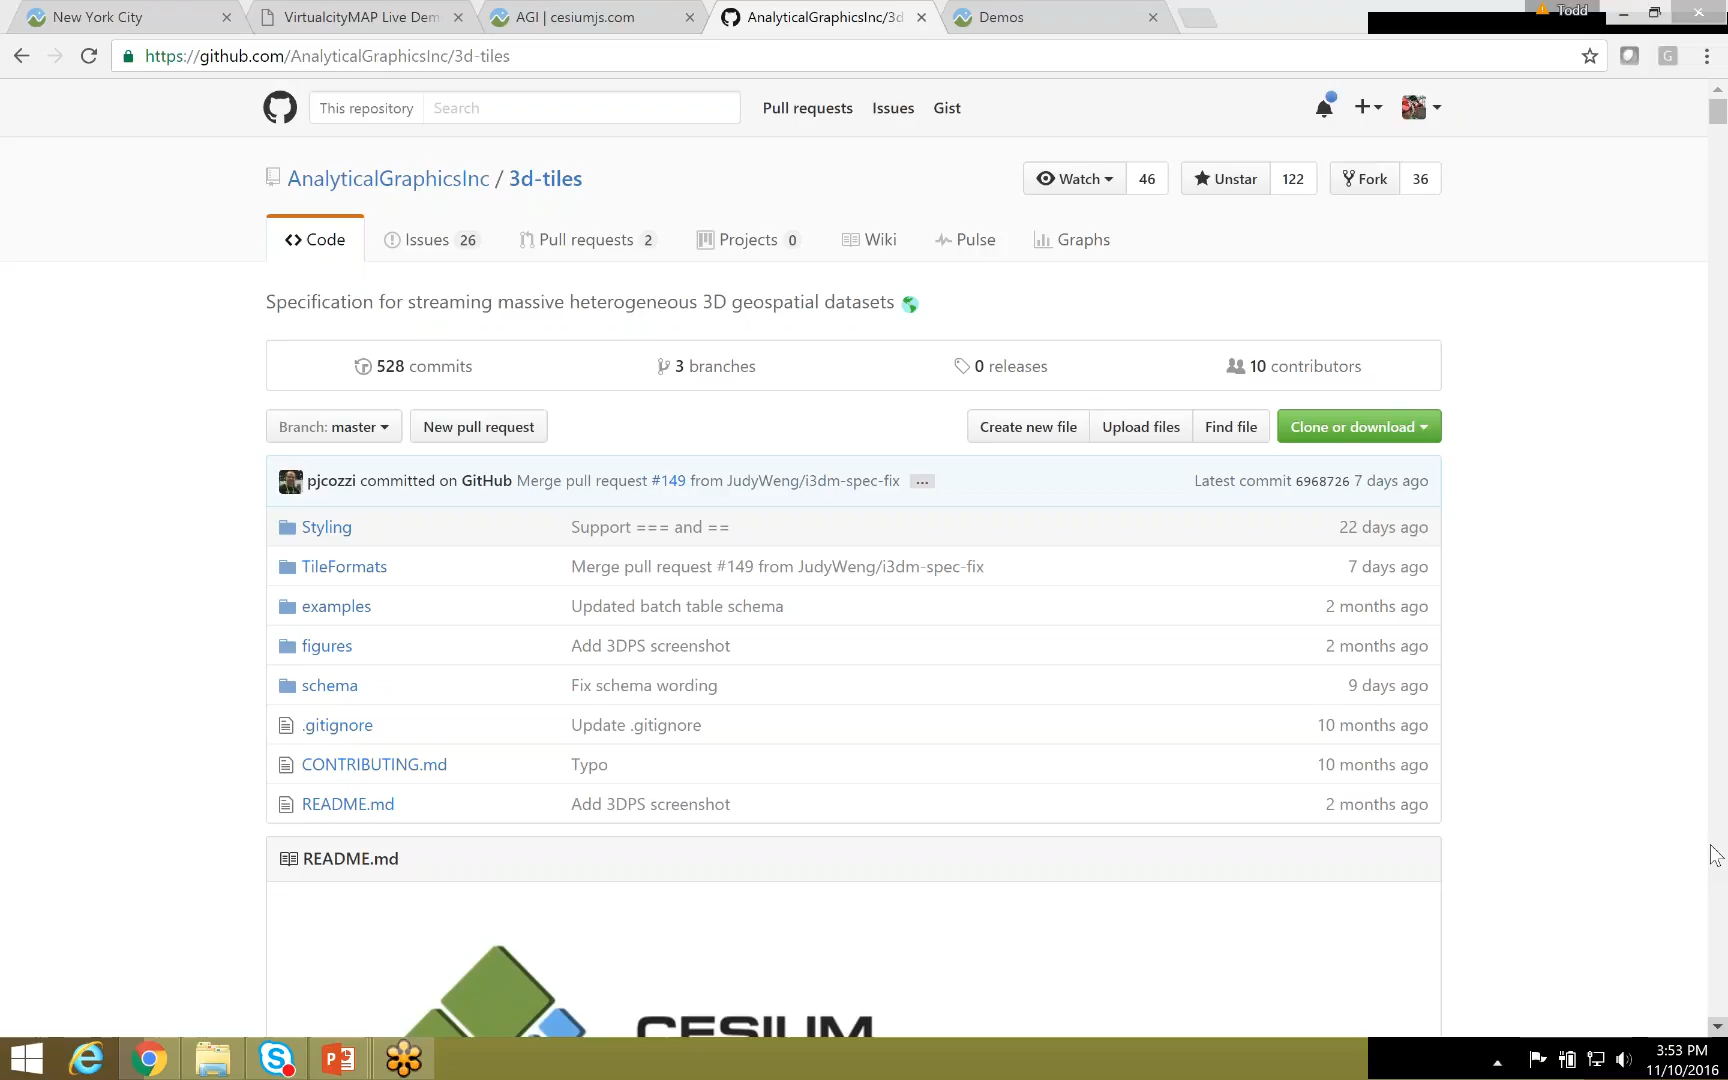 New York City
VirtualcityMAP Live Dem
AGI | cesiumjs.com
AnalyticalGraphicsInc/3d
Demos
Todd
https://github.com/AnalyticalGraphicsInc/3d-tiles
G
This repository Search
Pull requests Issues Gist
AnalyticalGraphicsInc / 3d-tiles
Watch 46
Unstar 122
Fork 36
Code
Issues 26
Pull requests 2
Projects 0
Wiki
Pulse
Graphs
Specification for streaming massive heterogeneous 3D geospatial datasets
528 commits
3 branches
0 releases
10 contributors
Branch: master
New pull request
Create new file
Upload files
Find file
Clone or download
pjcozzi committed on GitHub Merge pull request #149 from JudyWeng/i3dm-spec-fix ... Latest commit 6968726 7 days ago
Styling Support === and == 22 days ago
TileFormats Merge pull request #149 from JudyWeng/i3dm-spec-fix 7 days ago
examples Updated batch table schema 2 months ago
figures Add 3DPS screenshot 2 months ago
schema Fix schema wording 9 days ago
.gitignore Update .gitignore 10 months ago
CONTRIBUTING.md Typo 10 months ago
README.md Add 3DPS screenshot 2 months ago
README.md
CESIUM
3:53 PM
11/10/2016